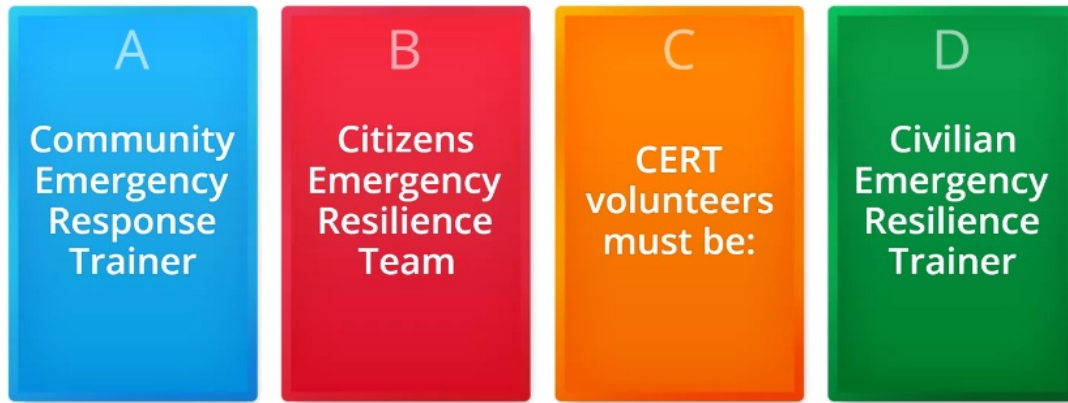 A
Community
Emergency
Response
Trainer
B
Citizens
Emergency
Resilience
Team
C
CERT
volunteers
must be:
D
Civilian
Emergency
Resilience
Trainer